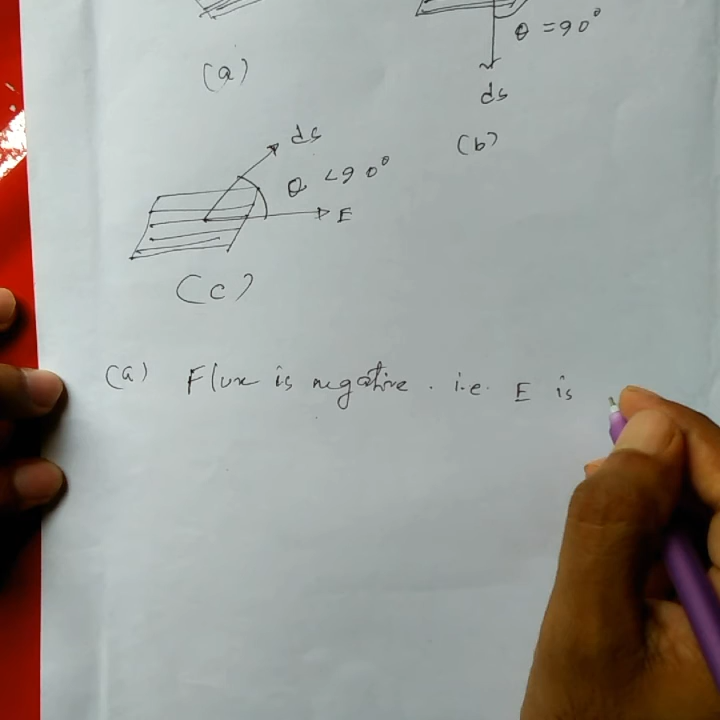 θ = 90°
(a)
ds
(b)
ds
θ < 90°
E
(c)
(a) Flux is negative. i.e. E is